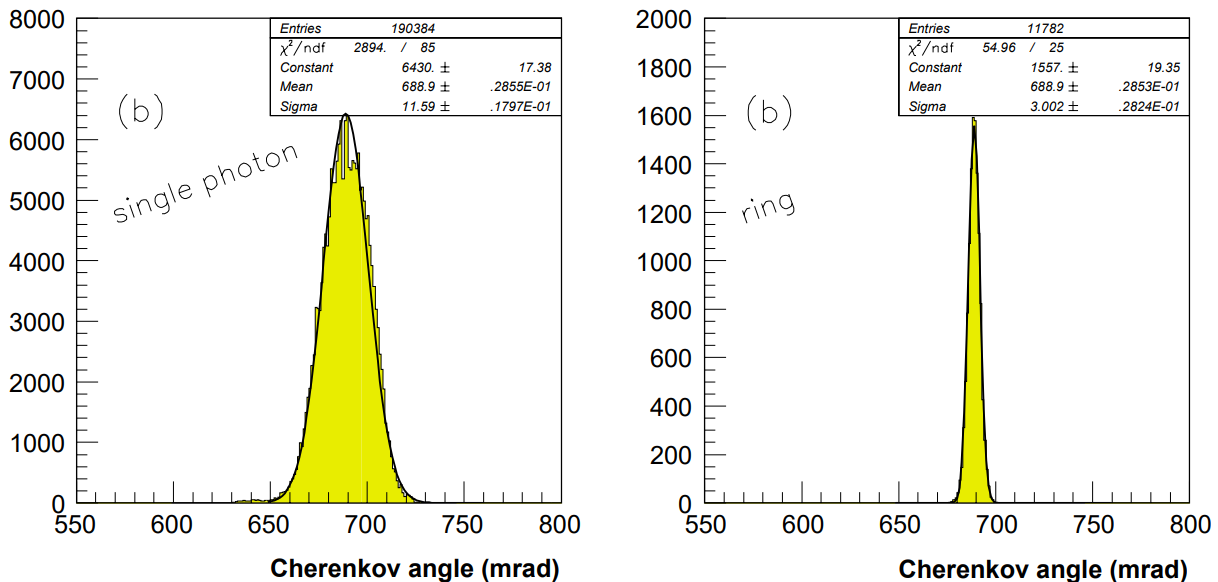 Entries 190384
χ²/ndf 2894. / 85
Constant 6430. ± 17.38
Mean 688.9 ± .2855E-01
Sigma 11.59 ± .1797E-01
(b)
single photon
8000
7000
6000
5000
4000
3000
2000
1000
0
550 600 650 700 750 800
Cherenkov angle (mrad)
Entries 11782
χ²/ndf 54.96 / 25
Constant 1557. ± 19.35
Mean 688.9 ± .2853E-01
Sigma 3.002 ± .2824E-01
(b)
ring
2000
1800
1600
1400
1200
1000
800
600
400
200
0
550 600 650 700 750 800
Cherenkov angle (mrad)